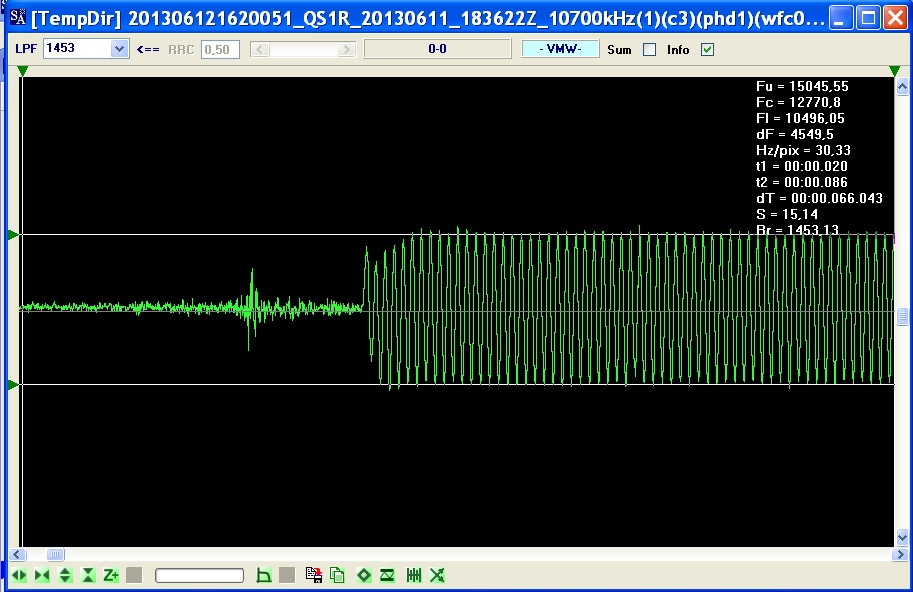 [TempDir] 201306121620051_QS1R_20130611_183622Z_10700kHz(1)(c3)(phd1)(wfc0...
LPF 1453 <== RRC 0,50 0-0 - VMW- Sum Info
Fu = 15045,55
Fc = 12770,8
Fl = 10496,05
dF = 4549,5
Hz/pix = 30,33
t1 = 00:00.020
t2 = 00:00.086
dT = 00:00.066.043
S = 15,14
Br = 1453,13
Z+